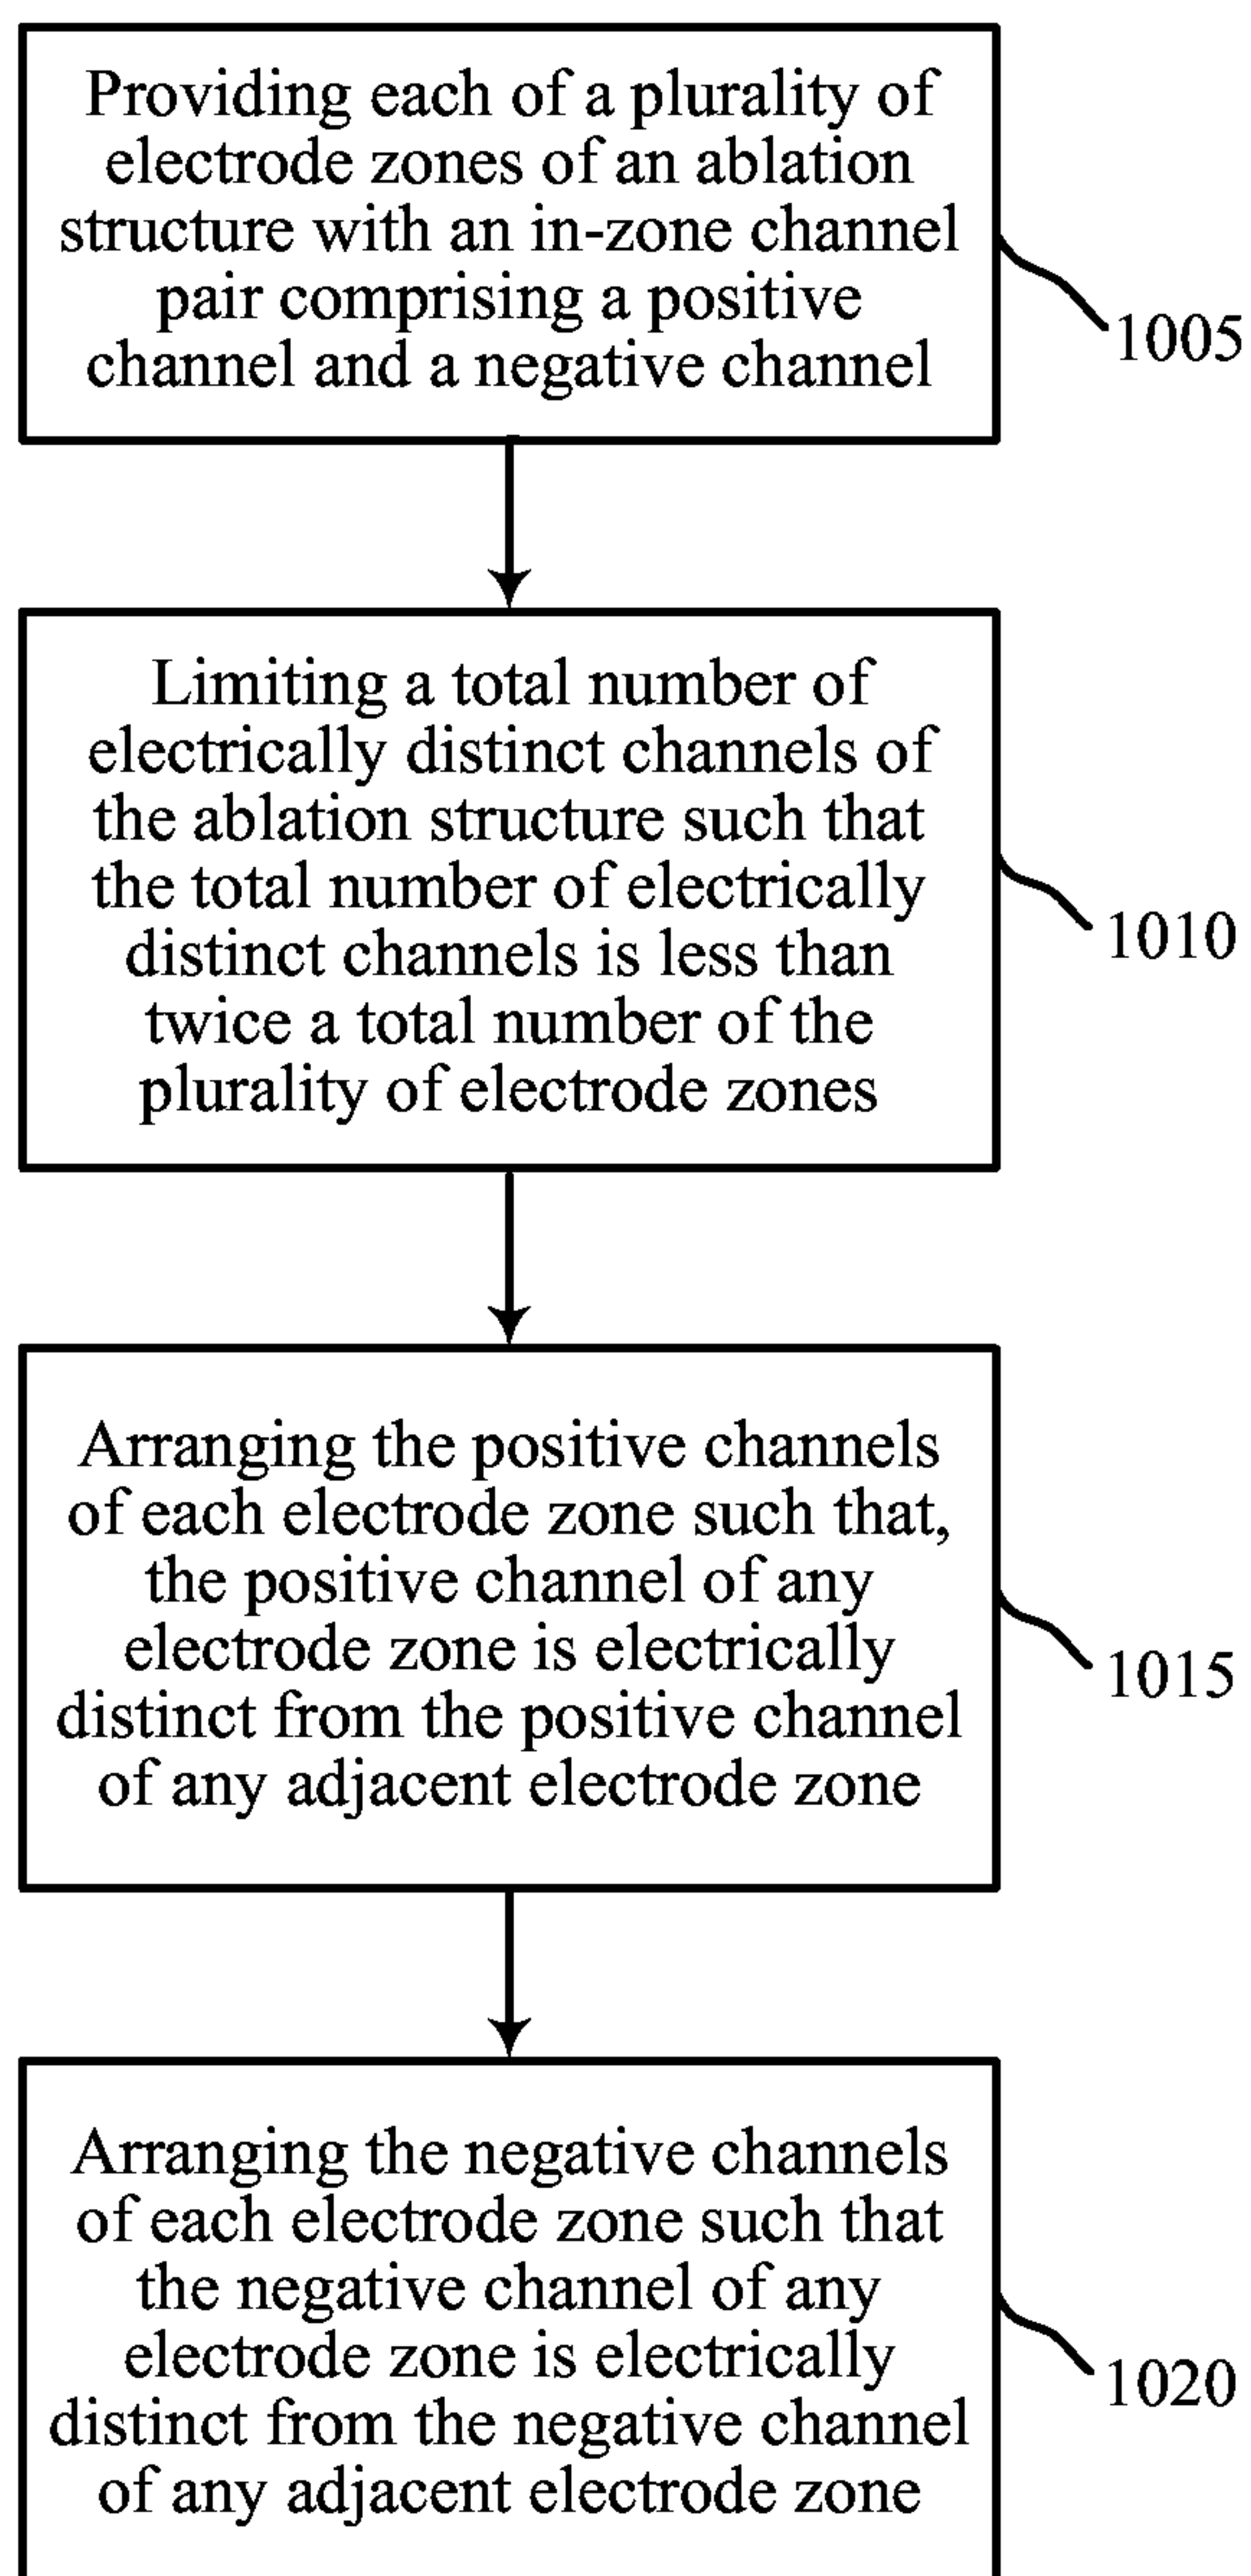 Providing each of a plurality of
electrode zones of an ablation
structure with an in-zone channel
pair comprising a positive
channel and a negative channel
1005
Limiting a total number of
electrically distinct channels of
the ablation structure such that
the total number of electrically
distinct channels is less than
twice a total number of the
plurality of electrode zones
1010
Arranging the positive channels
of each electrode zone such that,
the positive channel of any
electrode zone is electrically
distinct from the positive channel
of any adjacent electrode zone
1015
Arranging the negative channels
of each electrode zone such that
the negative channel of any
electrode zone is electrically
distinct from the negative channel
of any adjacent electrode zone
1020